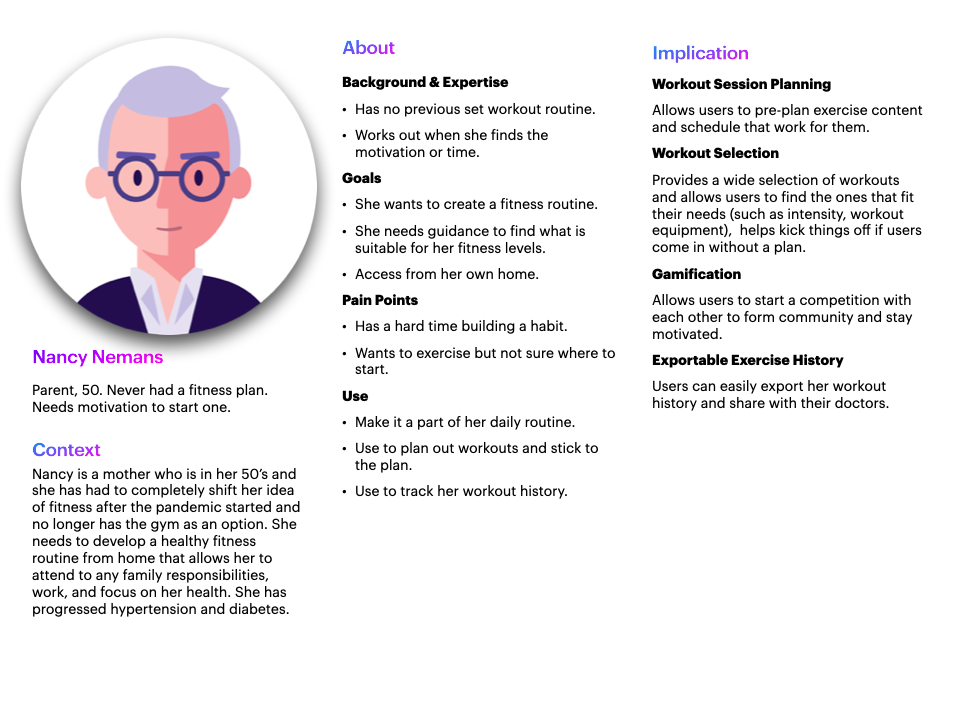 Nancy Nemans
Parent, 50. Never had a fitness plan.
Needs motivation to start one.
Context
Nancy is a mother who is in her 50’s and
she has had to completely shift her idea
of fitness after the pandemic started and
no longer has the gym as an option. She
needs to develop a healthy fitness
routine from home that allows her to
attend to any family responsibilities,
work, and focus on her health. She has
progressed hypertension and diabetes.
About
Background & Expertise
• Has no previous set workout routine.
• Works out when she finds the
motivation or time.
Goals
• She wants to create a fitness routine.
• She needs guidance to find what is
suitable for her fitness levels.
• Access from her own home.
Pain Points
• Has a hard time building a habit.
• Wants to exercise but not sure where to
start.
Use
• Make it a part of her daily routine.
• Use to plan out workouts and stick to
the plan.
• Use to track her workout history.
Implication
Workout Session Planning
Allows users to pre-plan exercise content
and schedule that work for them.
Workout Selection
Provides a wide selection of workouts
and allows users to find the ones that fit
their needs (such as intensity, workout
equipment),  helps kick things off if users
come in without a plan.
Gamification
Allows users to start a competition with
each other to form community and stay
motivated.
Exportable Exercise History
Users can easily export her workout
history and share with their doctors.